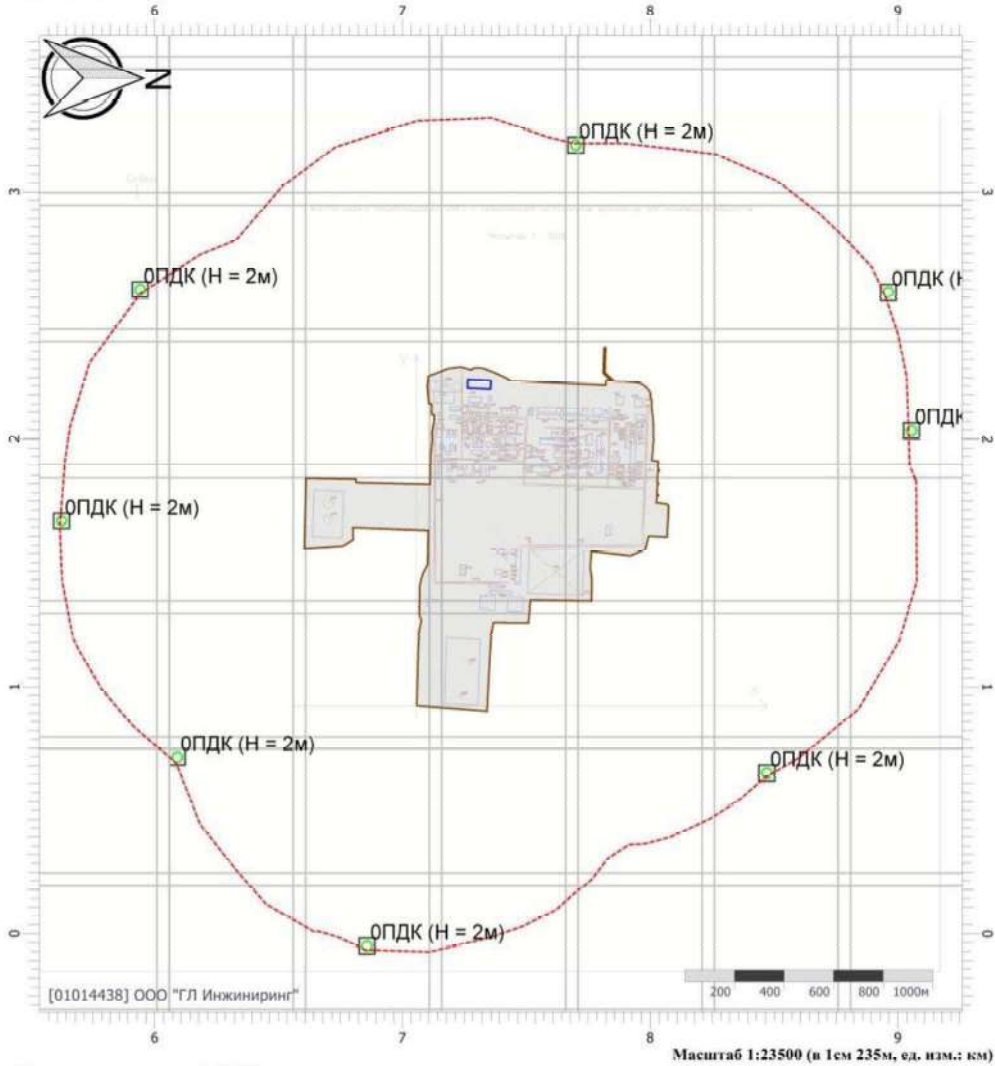 6 7 8 9
N
0ПДК (Н = 2м)
3 3
0ПДК (Н = 2м)
0ПДК (Н
2 2
0ПДК
0ПДК (Н = 2м)
1 1
0ПДК (Н = 2м)
0ПДК (Н = 2м)
0 0
0ПДК (Н = 2м)
200 400 600 800 1000м
[01014438] ООО "ГЛ Инжиниринг"
6 7 8 9
Масштаб 1:23500 (в 1см 235м, ед. изм.: км)